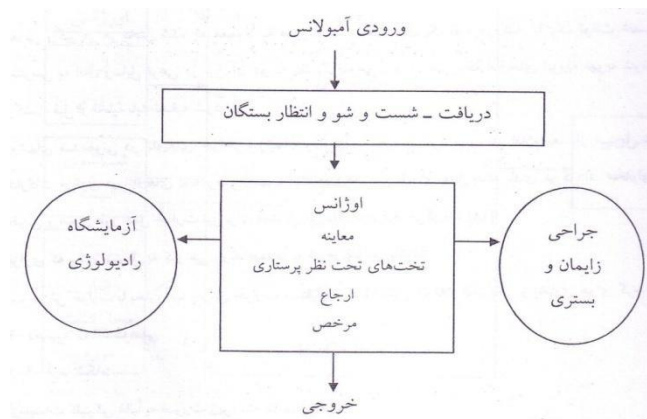 ورودی آمبولانس
دریافت – شست و شو و انتظار بستگان
اوژانس
معاینه
تخت‌های تحت نظر پرستاری
ارجاع
مرخص
جراحی
زایمان و
بستری
آزمایشگاه
رادیولوژی
خروجی